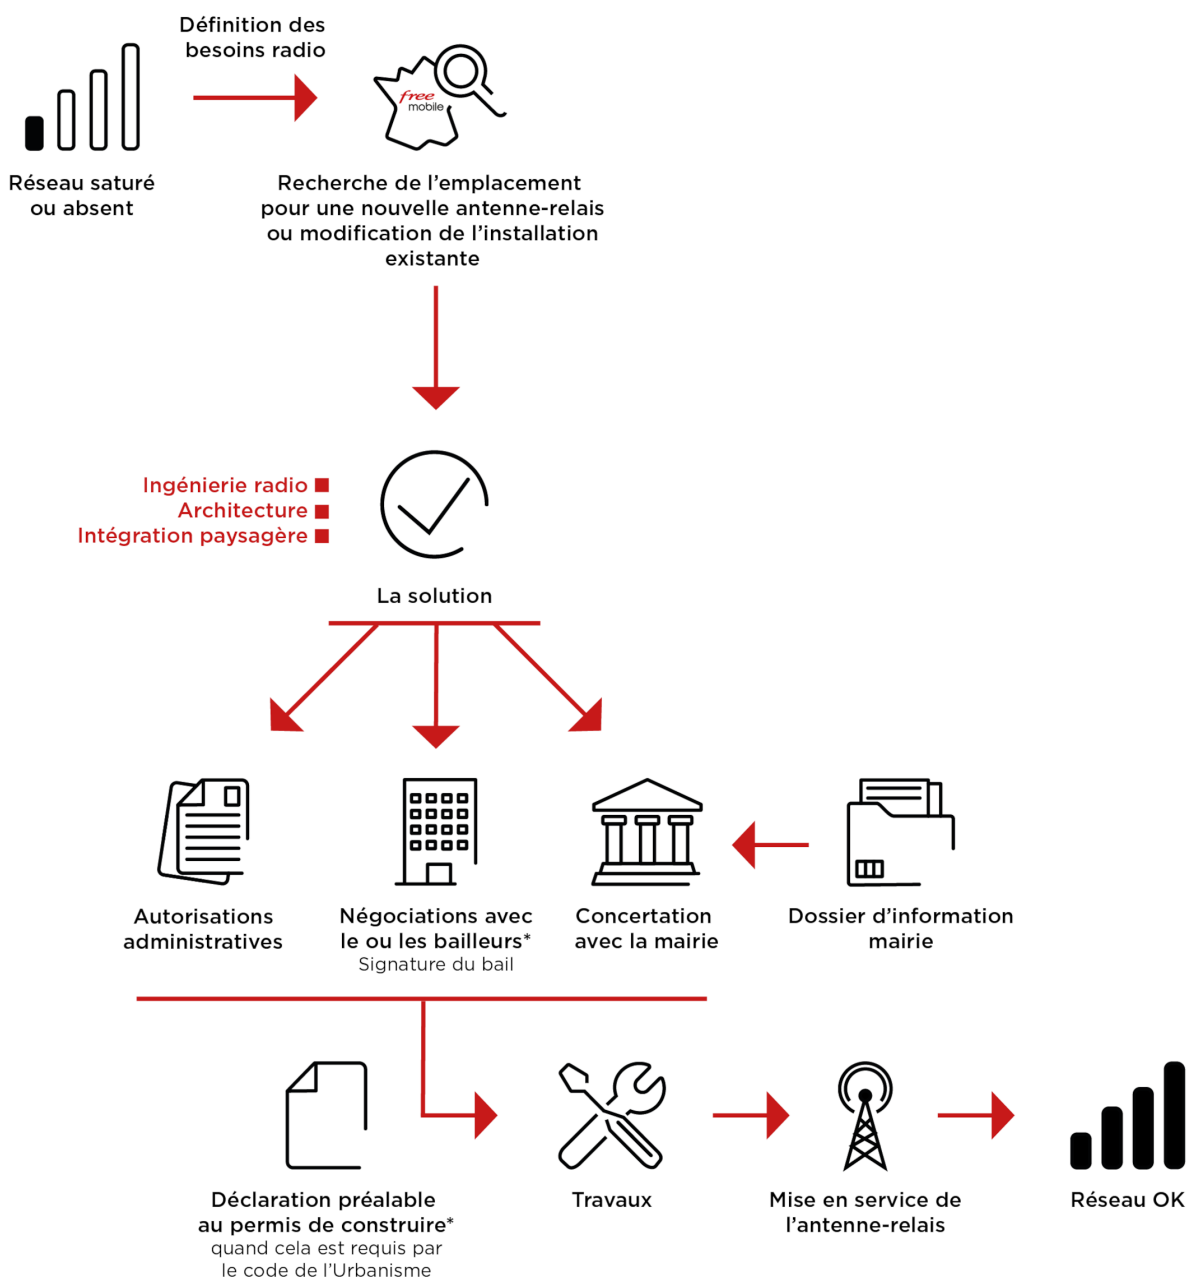 Définition des
besoins radio
free
mobile
Réseau saturé
ou absent
Recherche de l'emplacement
pour une nouvelle antenne-relais
ou modification de l'installation
existante
Ingénierie radio
Architecture
Intégration paysagère
La solution
Autorisations
administratives
Négociations avec
le ou les bailleurs*
Signature du bail
Concertation
avec la mairie
Dossier d'information
mairie
Déclaration préalable
au permis de construire*
quand cela est requis par
le code de l'Urbanisme
Travaux
Mise en service de
l'antenne-relais
Réseau OK